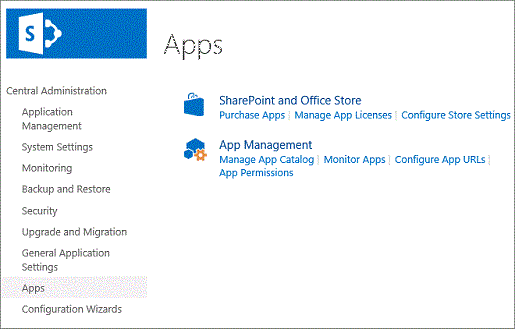 S
Apps
Central Administration
Application
Management
System Settings
Monitoring
Backup and Restore
Security
Upgrade and Migration
General Application
Settings
Apps
Configuration Wizards
SharePoint and Office Store
Purchase Apps | Manage App Licenses | Configure Store Settings
App Management
Manage App Catalog | Monitor Apps | Configure App URLs |
App Permissions